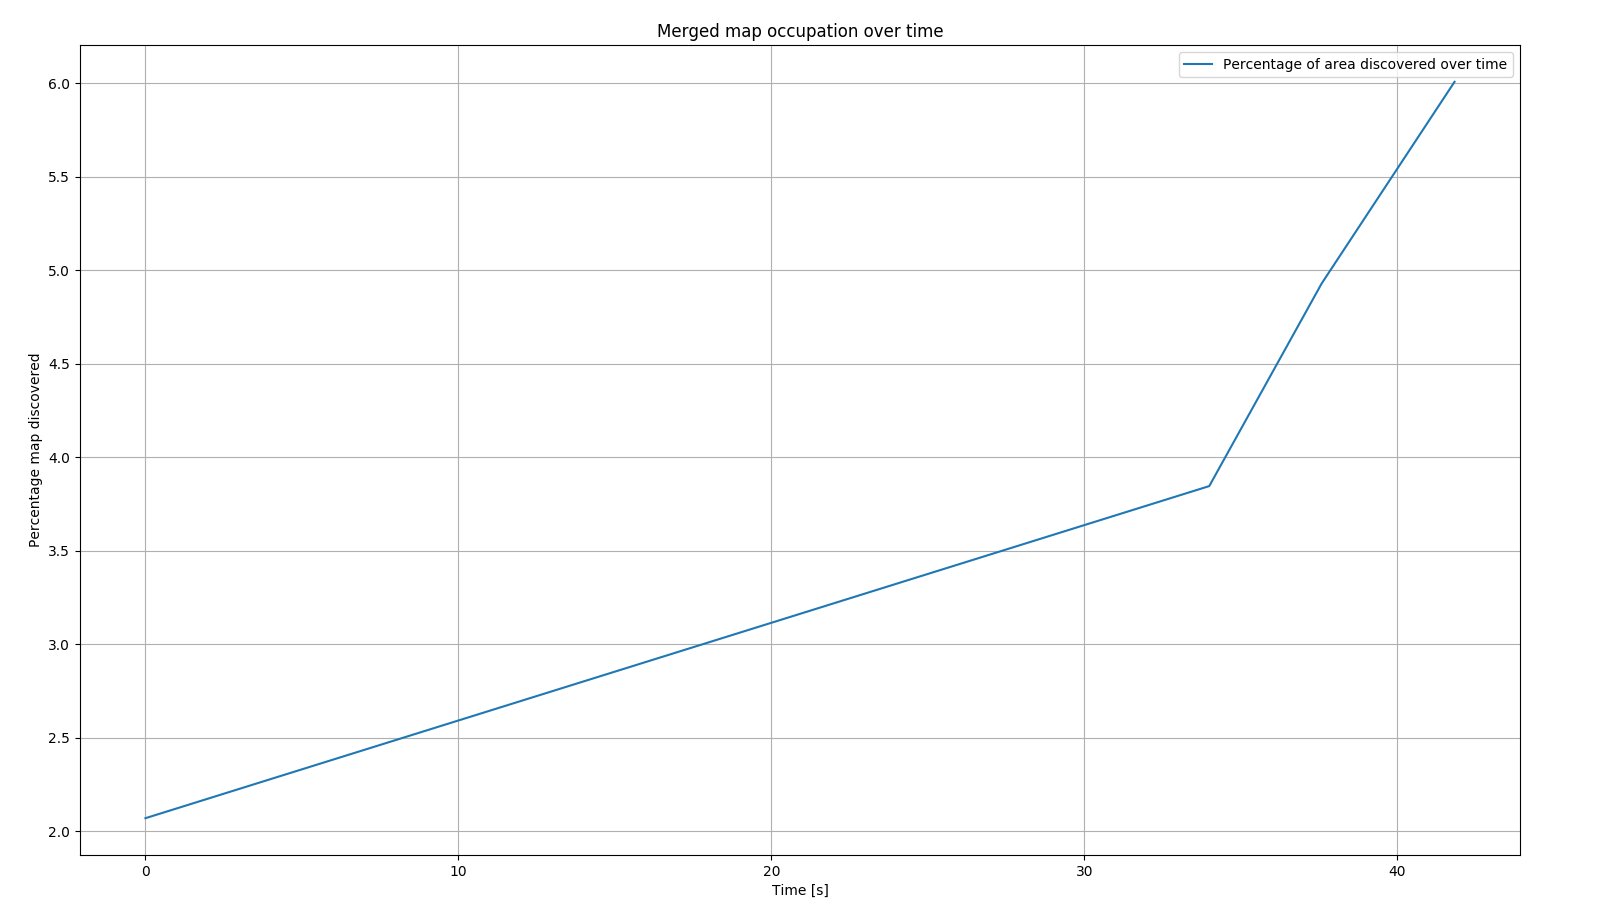 Merged map occupation over time
Percentage of area discovered over time
6.0
5.5
5.0
4.5
4.0
3.5
3.0
2.5
2.0
Percentage map discovered
0 10 20 30 40
Time [s]